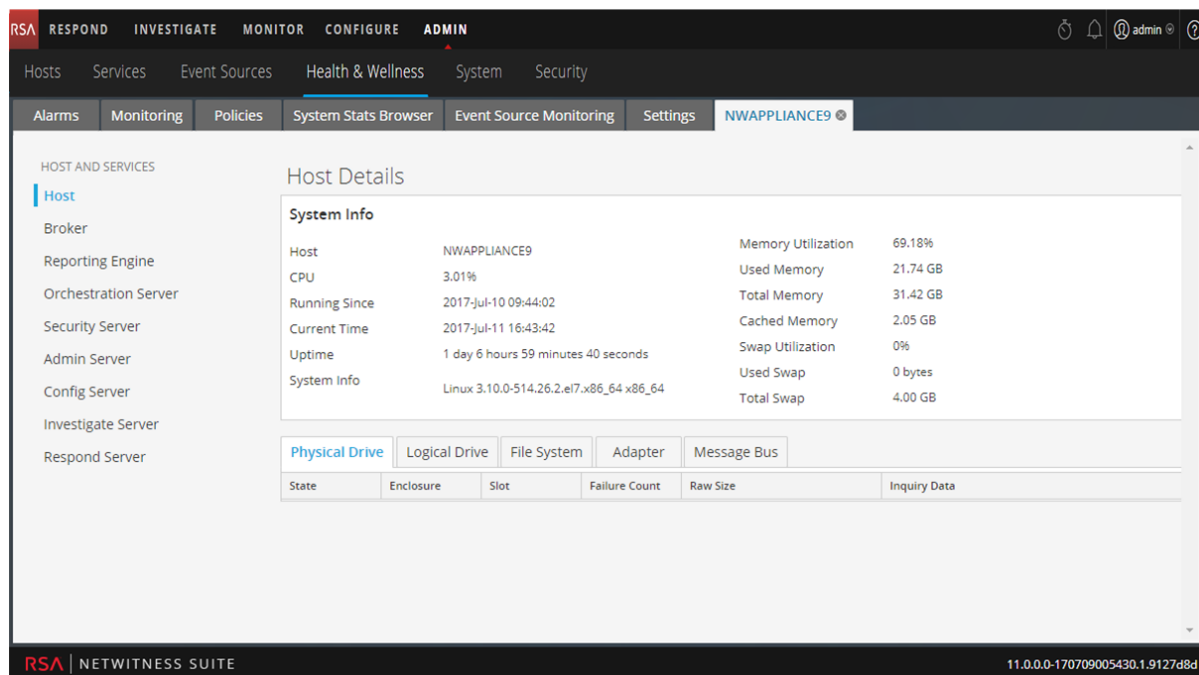 RSA RESPOND INVESTIGATE MONITOR CONFIGURE ADMIN admin
Hosts Services Event Sources Health & Wellness System Security
Alarms Monitoring Policies System Stats Browser Event Source Monitoring Settings NWAPPLIANCE9
HOST AND SERVICES
Host
Broker
Reporting Engine
Orchestration Server
Security Server
Admin Server
Config Server
Investigate Server
Respond Server
Host Details
System Info
Host NWAPPLIANCE9
CPU 3.01%
Running Since 2017-Jul-10 09:44:02
Current Time 2017-Jul-11 16:43:42
Uptime 1 day 6 hours 59 minutes 40 seconds
System Info Linux 3.10.0-514.26.2.el7.x86_64 x86_64
Memory Utilization 69.18%
Used Memory 21.74 GB
Total Memory 31.42 GB
Cached Memory 2.05 GB
Swap Utilization 0%
Used Swap 0 bytes
Total Swap 4.00 GB
Physical Drive Logical Drive File System Adapter Message Bus
State Enclosure Slot Failure Count Raw Size Inquiry Data
RSA NETWITNESS SUITE 11.0.0.0-170709005430.1.9127d8d